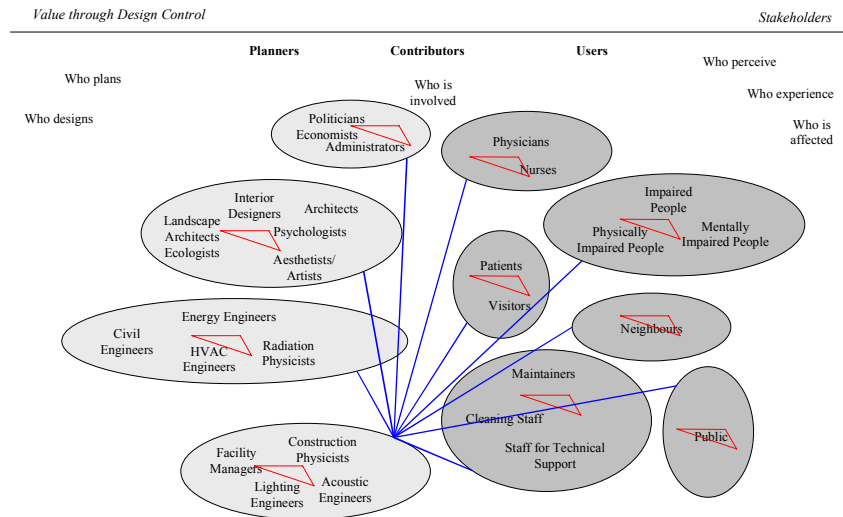 Value through Design Control
Stakeholders
Planners
Contributors
Users
Who plans
Who designs
Who is
involved
Who perceive
Who experience
Who is
affected
Politicians
Economists
Administrators
Physicians
Nurses
Interior
Designers
Architects
Landscape
Architects
Ecologists
Psychologists
Aesthetists/
Artists
Impaired
People
Physically
Impaired People
Mentally
Impaired People
Patients
Visitors
Energy Engineers
Civil
Engineers
HVAC
Engineers
Radiation
Physicists
Neighbours
Maintainers
Cleaning Staff
Staff for Technical
Support
Public
Construction
Physicists
Facility
Managers
Lighting
Engineers
Acoustic
Engineers